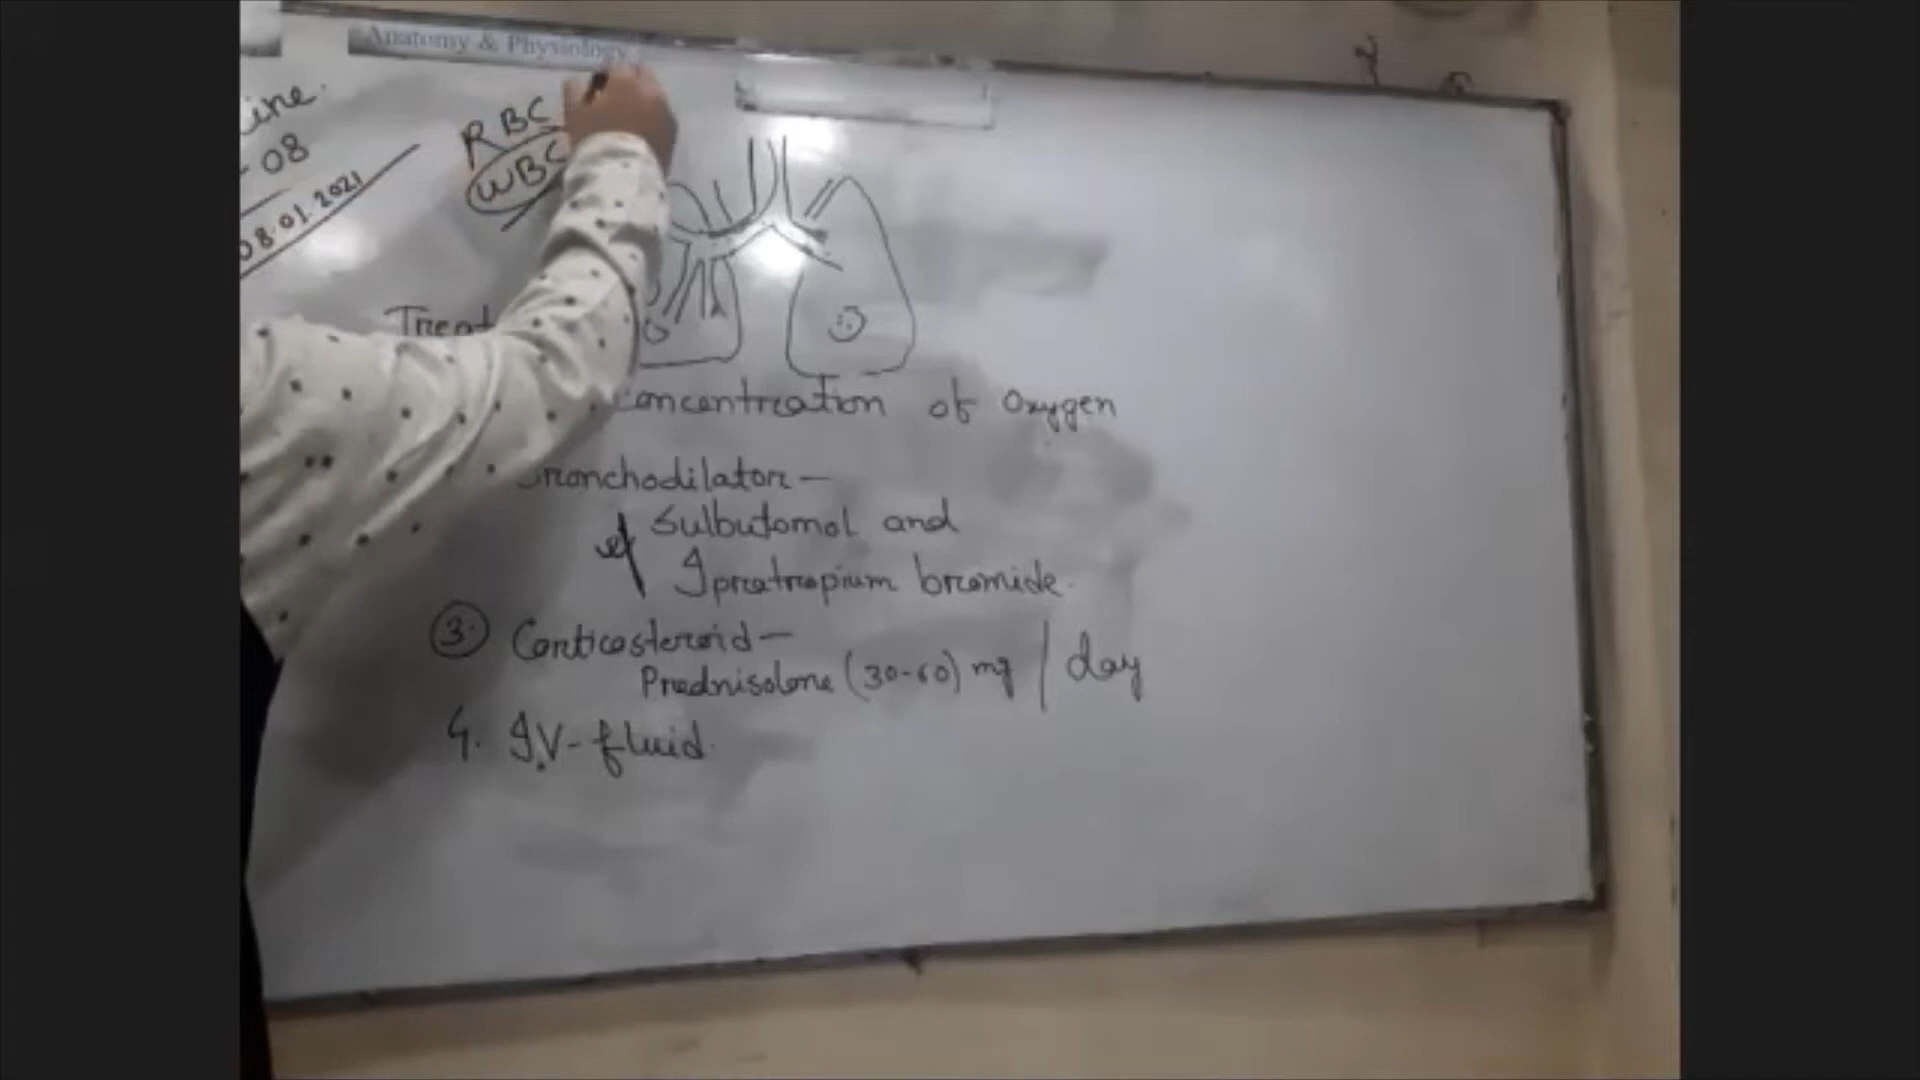 Anatomy & Physiology
ine.
- 08
08.01.2021
RBC
WBC
Treat
concentration of Oxygen
ronchodilator-
Sulbutomol and
Ipratropium bromide.
3. Corticosteroid-
Prednisolone (30-60) mg / day
4. I.V-fluid.